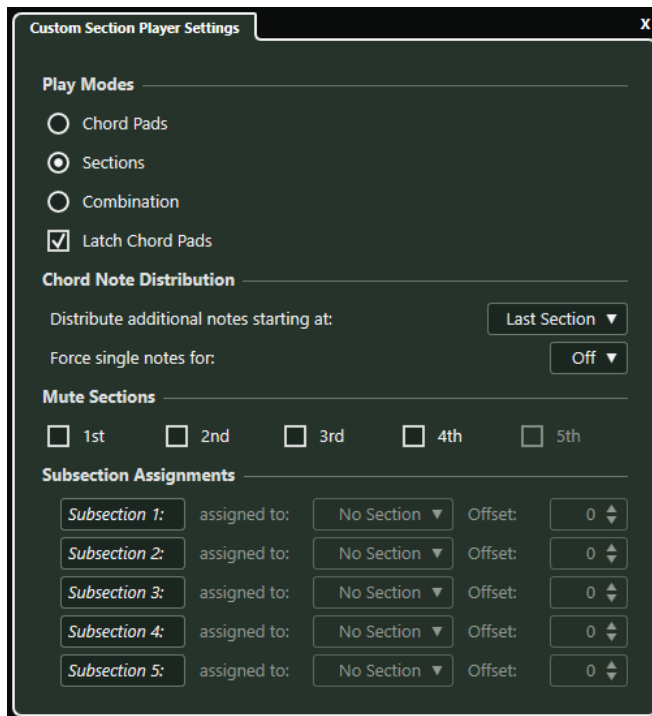 Custom Section Player Settings X
Play Modes
Chord Pads
Sections
Combination
Latch Chord Pads
Chord Note Distribution
Distribute additional notes starting at: Last Section
Force single notes for: Off
Mute Sections
1st 2nd 3rd 4th 5th
Subsection Assignments
Subsection 1: assigned to: No Section Offset: 0
Subsection 2: assigned to: No Section Offset: 0
Subsection 3: assigned to: No Section Offset: 0
Subsection 4: assigned to: No Section Offset: 0
Subsection 5: assigned to: No Section Offset: 0